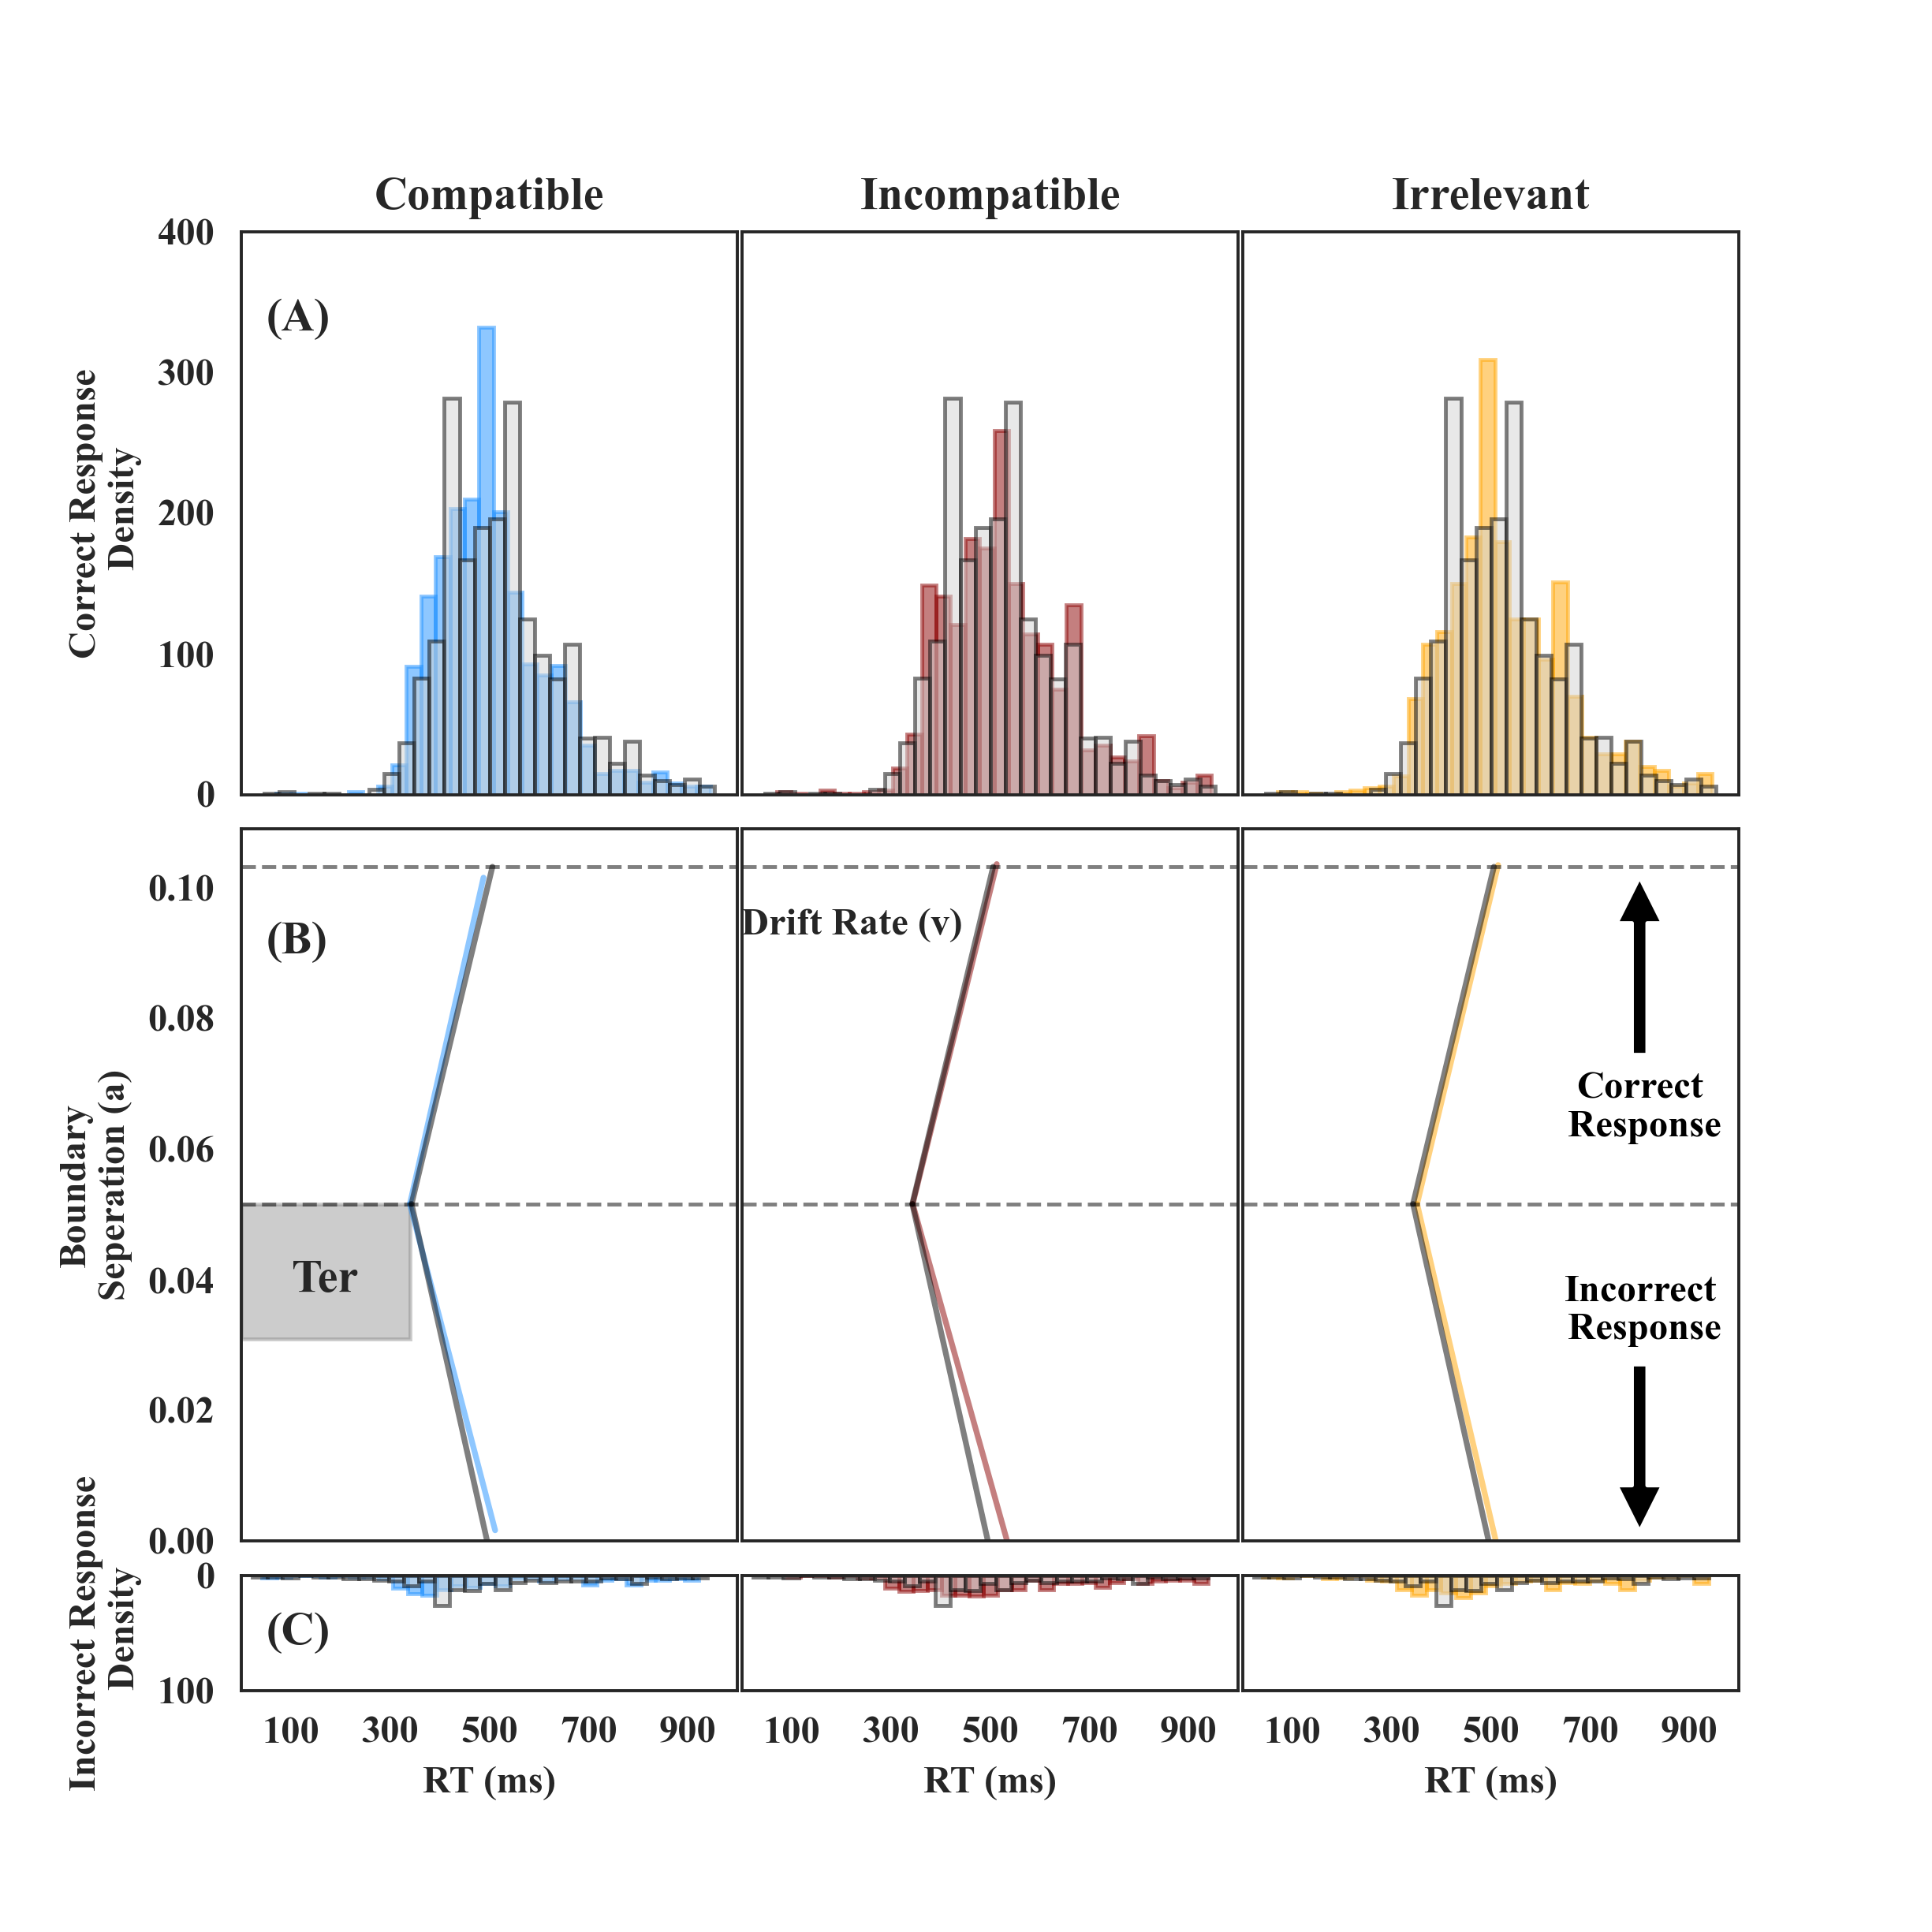 Compatible
Incompatible
Irrelevant
Correct Response
Density
400
300
200
100
0
(A)
Boundary
Seperation (a)
0.10
0.08
0.06
0.04
0.02
0.00
(B)
Ter
Drift Rate (v)
Correct
Response
Incorrect
Response
Incorrect Response
Density
0
100
(C)
100 300 500 700 900
100 300 500 700 900
100 300 500 700 900
RT (ms)
RT (ms)
RT (ms)